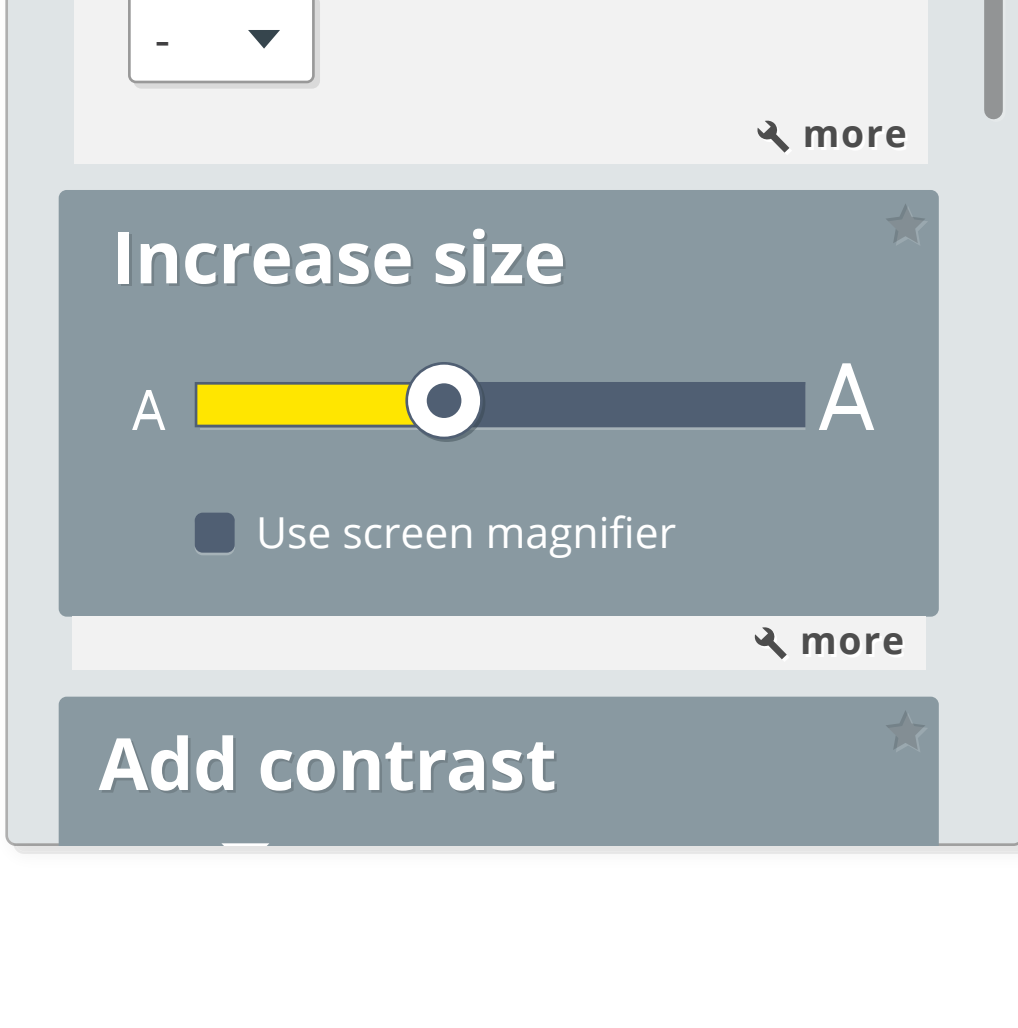 -
more
Increase size
A A
Use screen magnifier
more
Add contrast